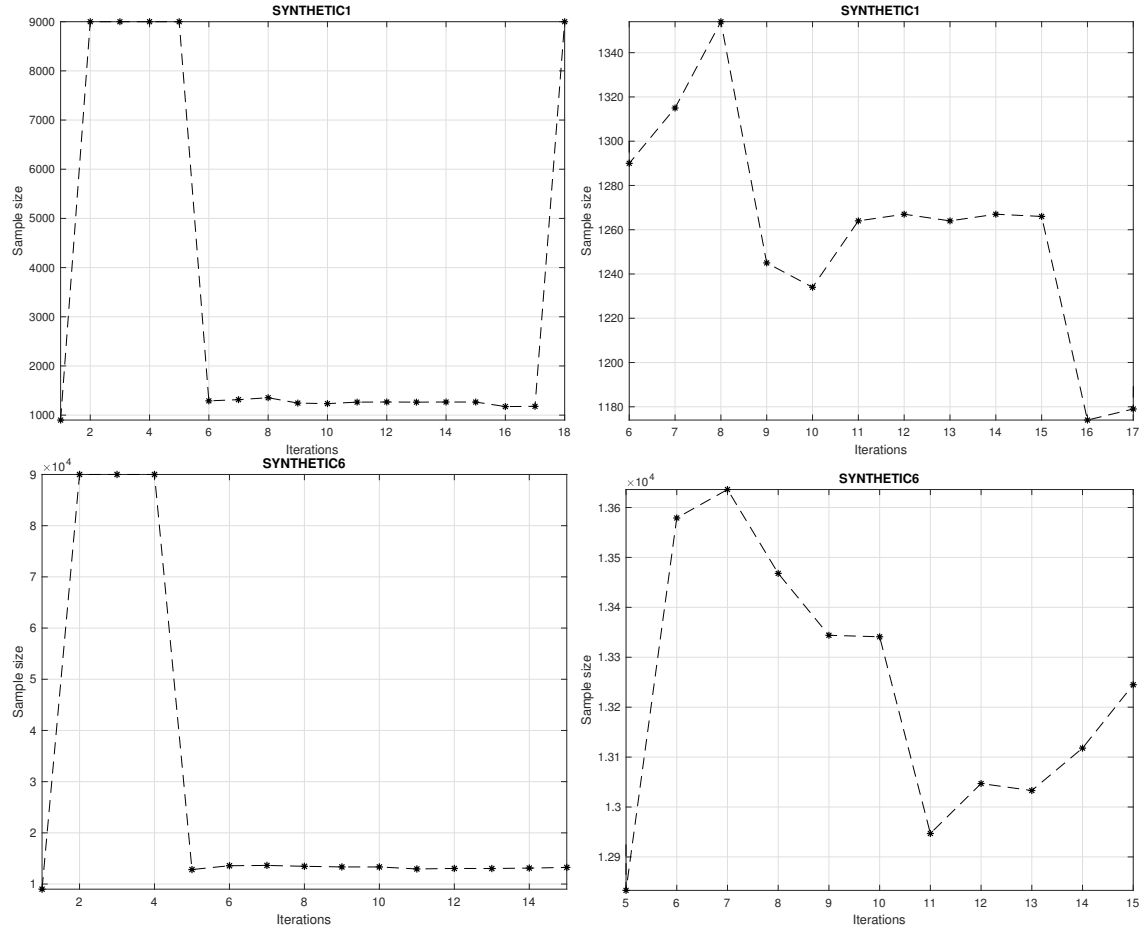 SYNTHETIC1
9000
8000
7000
6000
5000
4000
3000
2000
1000
Sample size
2 4 6 8 10 12 14 16 18
Iterations
SYNTHETIC1
1340
1320
1300
1280
1260
1240
1220
1200
1180
Sample size
6 7 8 9 10 11 12 13 14 15 16 17
Iterations
SYNTHETIC6
×10^4
9
8
7
6
5
4
3
2
1
Sample size
2 4 6 8 10 12 14
Iterations
SYNTHETIC6
×10^4
1.36
1.35
1.34
1.33
1.32
1.31
1.3
1.29
Sample size
5 6 7 8 9 10 11 12 13 14 15
Iterations